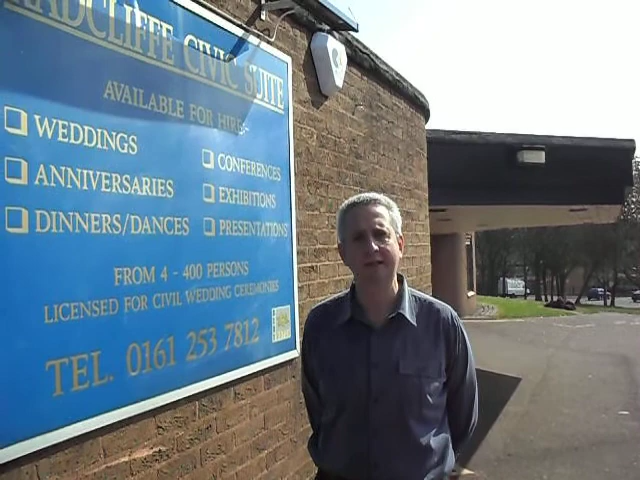 RADCLIFFE CIVIC SUITE
AVAILABLE FOR HIRE:-
WEDDINGS
ANNIVERSARIES
DINNERS/DANCES
CONFERENCES
EXHIBITIONS
PRESENTATIONS
FROM 4 - 400 PERSONS
LICENSED FOR CIVIL WEDDING CEREMONIES
TEL. 0161 253 7812